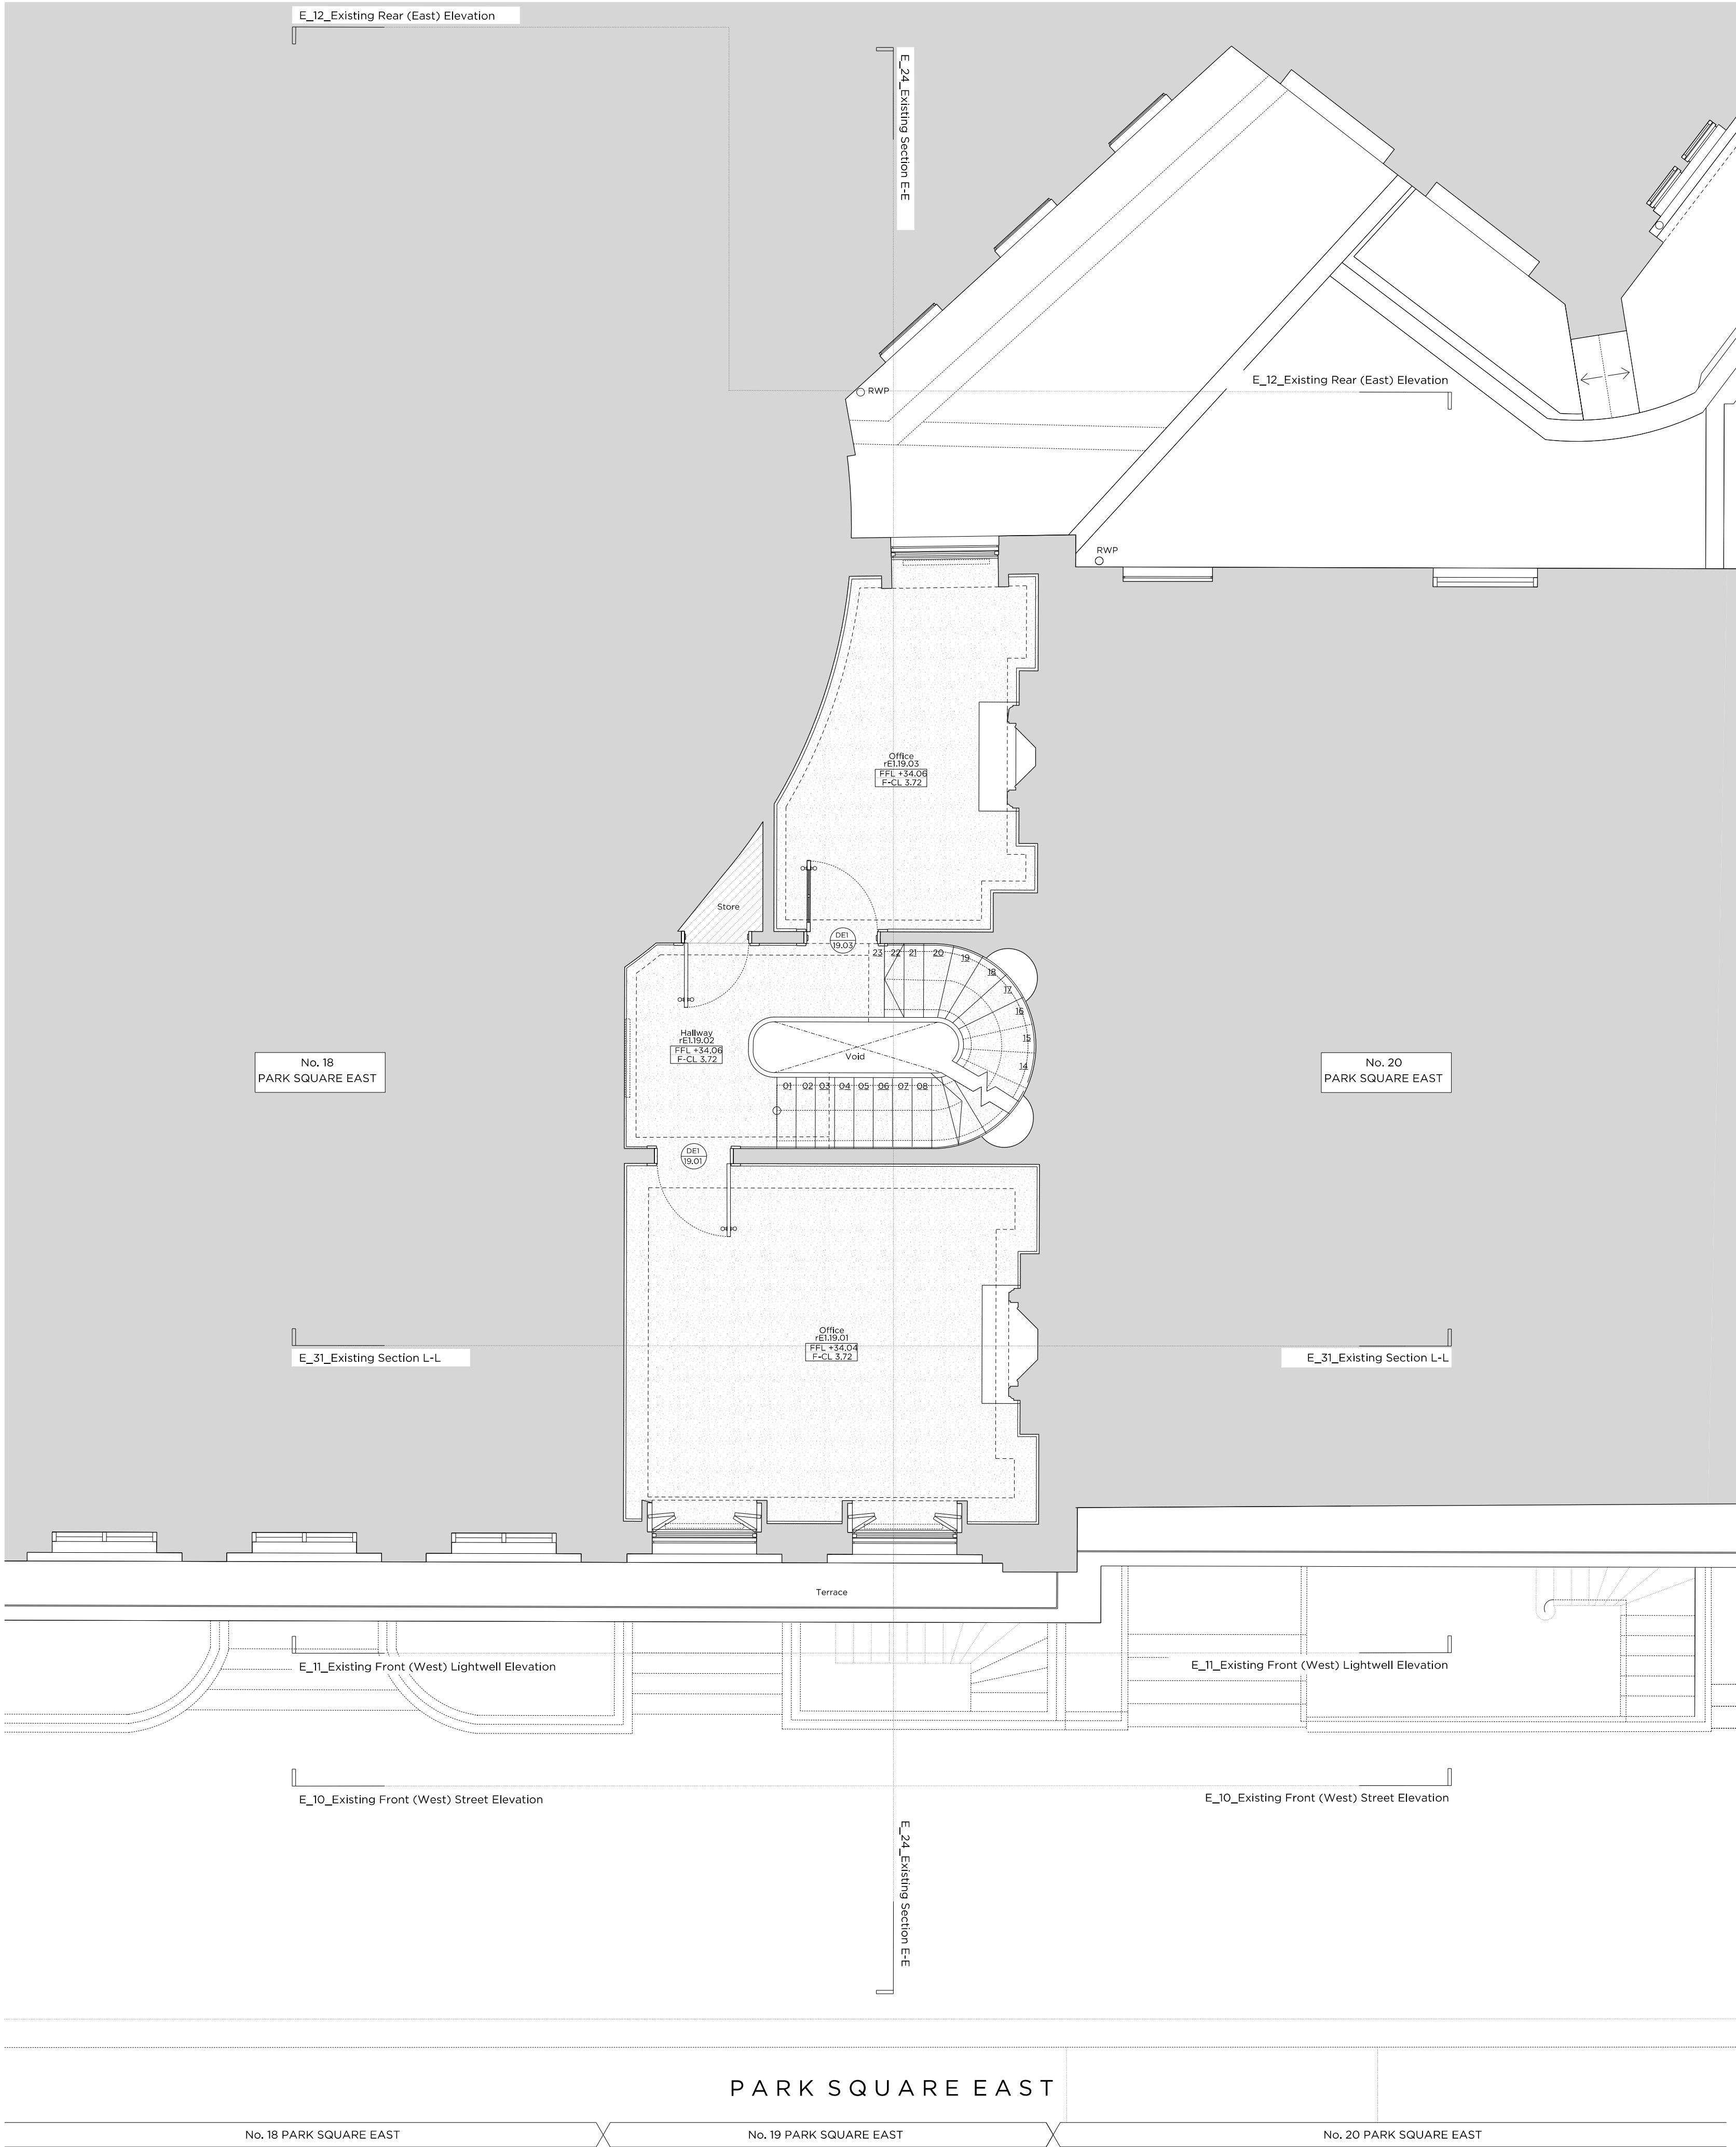 E_12_Existing Rear (East) Elevation
E_24_Existing Section E-E
E_12_Existing Rear (East) Elevation
RWP
RWP
Office
rE1.19.03
FFL +34.06
F-CL 3.72
Store
DE1
19.03
23 22 21 20 19 18 17 16 15 14
Hallway
rE1.19.02
FFL +34.06
F-CL 3.72
Void
01 02 03 04 05 06 07 08
No. 18
PARK SQUARE EAST
No. 20
PARK SQUARE EAST
DE1
19.01
Office
rE1.19.01
FFL +34.04
F-CL 3.72
E_31_Existing Section L-L
E_31_Existing Section L-L
Terrace
E_11_Existing Front (West) Lightwell Elevation
E_11_Existing Front (West) Lightwell Elevation
E_10_Existing Front (West) Street Elevation
E_10_Existing Front (West) Street Elevation
E_24_Existing Section E-E
PARK SQUARE EAST
No. 18 PARK SQUARE EAST
No. 19 PARK SQUARE EAST
No. 20 PARK SQUARE EAST